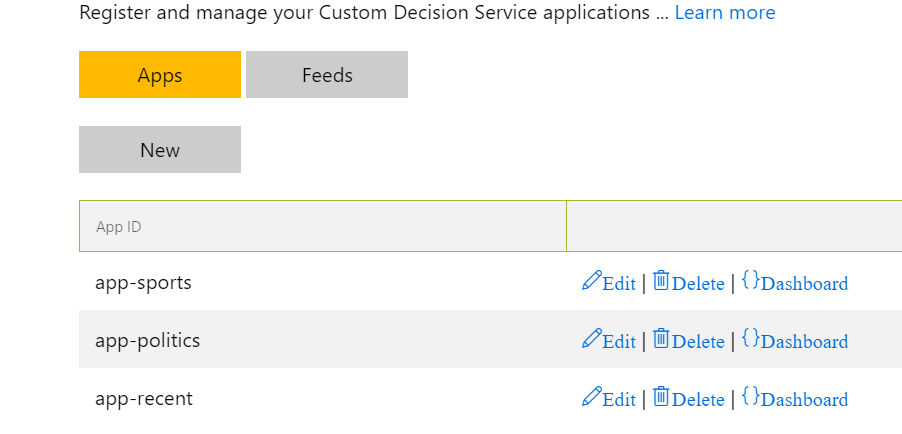 Register and manage your Custom Decision Service applications ... Learn more
Apps Feeds
New
App ID
app-sports Edit | Delete | {}Dashboard
app-politics Edit | Delete | {}Dashboard
app-recent Edit | Delete | {}Dashboard